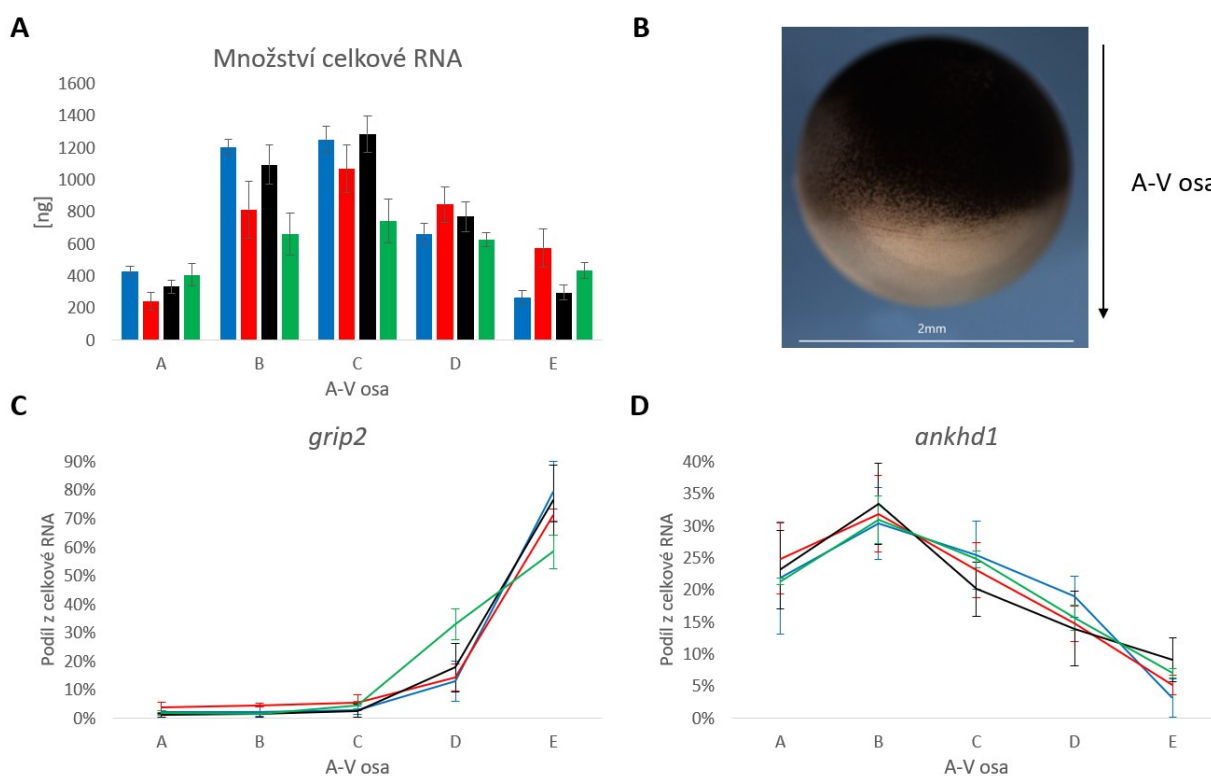 A
Množství celkové RNA
1600
1400
1200
1000
800
600
400
200
0
[ng]
A B C D E
A-V osa
B
2mm
A-V osa
C
grip2
90%
80%
70%
60%
50%
40%
30%
20%
10%
0%
Podíl z celkové RNA
A B C D E
A-V osa
D
ankhd1
40%
35%
30%
25%
20%
15%
10%
5%
0%
Podíl z celkové RNA
A B C D E
A-V osa